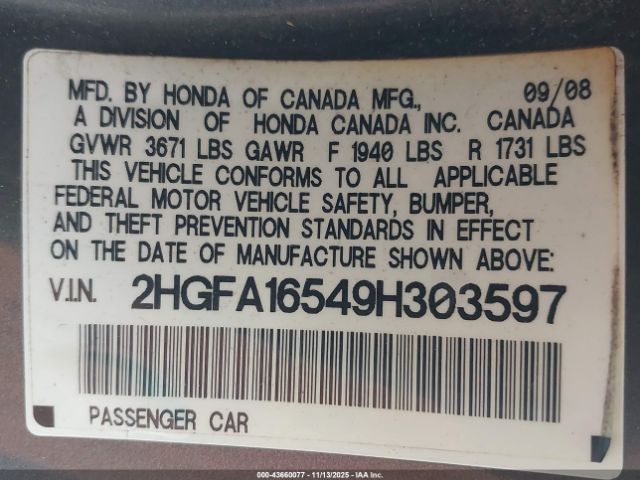 MFD. BY HONDA OF CANADA MFG., 09/08
A DIVISION OF HONDA CANADA INC. CANADA
GVWR 3671 LBS GAWR F 1940 LBS R 1731 LBS
THIS VEHICLE CONFORMS TO ALL APPLICABLE
FEDERAL MOTOR VEHICLE SAFETY, BUMPER,
AND THEFT PREVENTION STANDARDS IN EFFECT
ON THE DATE OF MANUFACTURE SHOWN ABOVE:
V.I.N. 2HGFA16549H303597
PASSENGER CAR
000-43660077 - 11/13/2025 - IAA Inc.